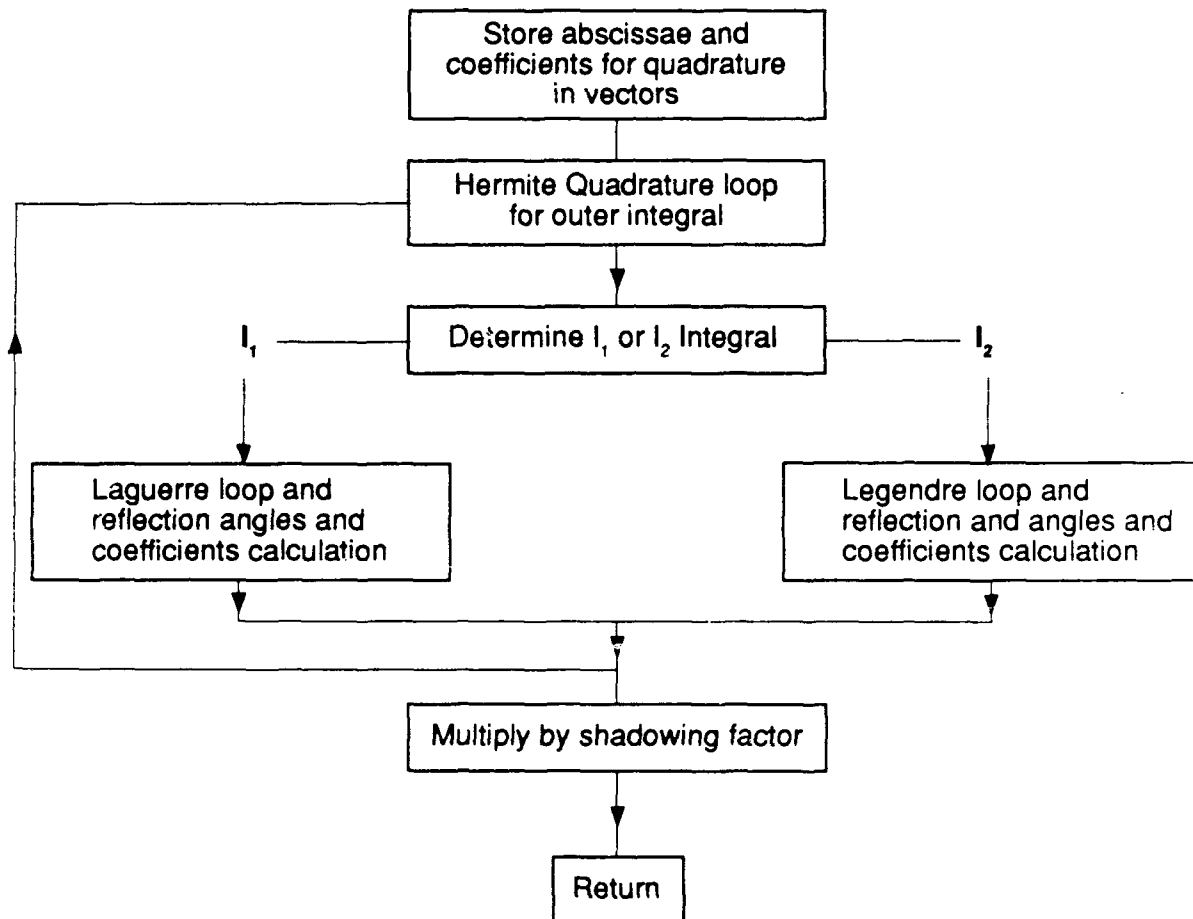 Store abscissae and
coefficients for quadrature
in vectors
Hermite Quadrature loop
for outer integral
Determine I₁ or I₂ Integral
I₁
I₂
Laguerre loop and
reflection angles and
coefficients calculation
Legendre loop and
reflection and angles and
coefficients calculation
Multiply by shadowing factor
Return